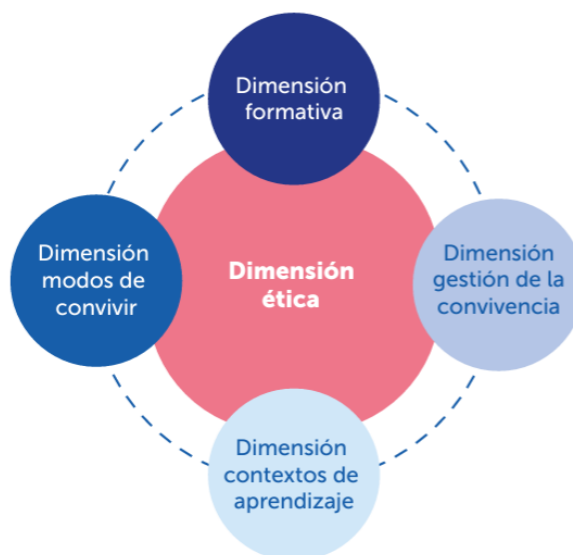 Dimensión
formativa
Dimensión
modos de
convivir
Dimensión
ética
Dimensión
gestión de la
convivencia
Dimensión
contextos de
aprendizaje